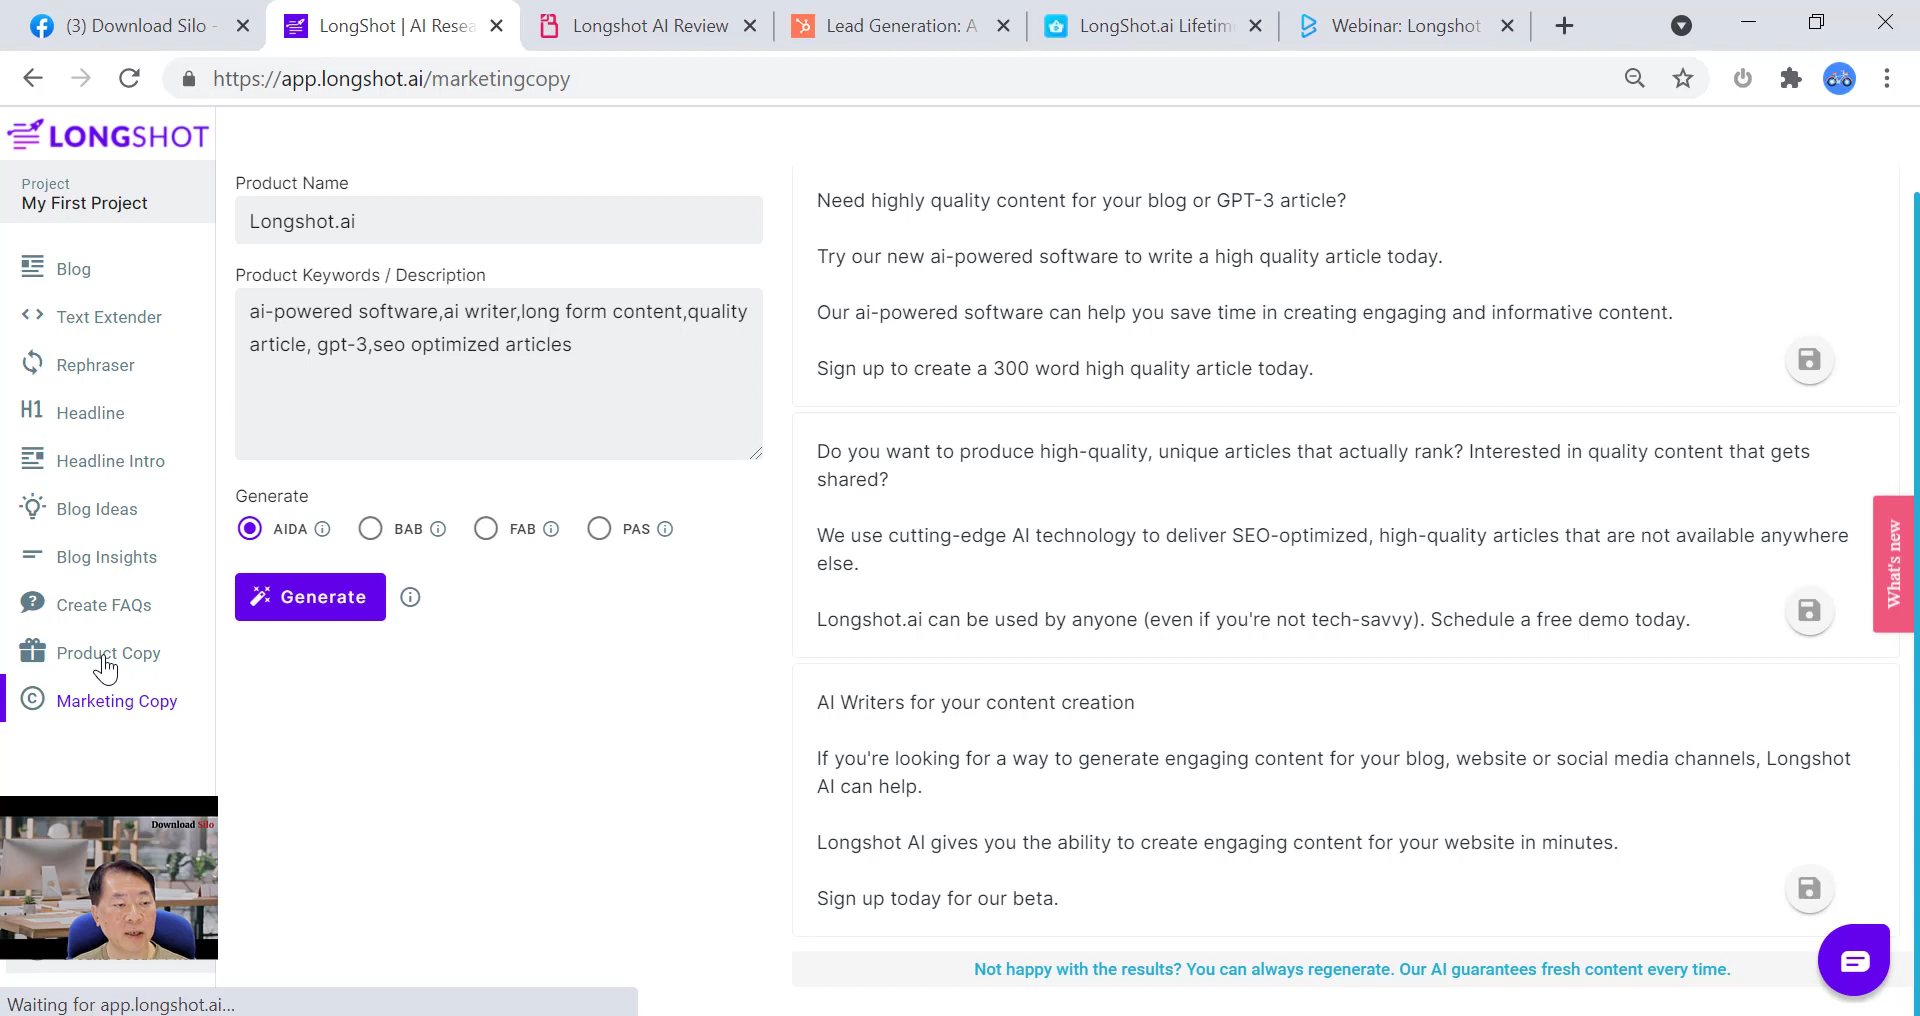 (3) Download Silo -
LongShot | AI Resea
Longshot AI Review
Lead Generation: A
LongShot.ai Lifetim
Webinar: Longshot
https://app.longshot.ai/marketingcopy
LONGSHOT
Project
My First Project
Blog
Text Extender
Rephraser
H1 Headline
Headline Intro
Blog Ideas
Blog Insights
Create FAQs
Product Copy
Marketing Copy
Product Name
Longshot.ai
Product Keywords / Description
ai-powered software,ai writer,long form content,quality
article, gpt-3,seo optimized articles
Generate
AIDA BAB FAB PAS
Generate
Need highly quality content for your blog or GPT-3 article?
Try our new ai-powered software to write a high quality article today.
Our ai-powered software can help you save time in creating engaging and informative content.
Sign up to create a 300 word high quality article today.
Do you want to produce high-quality, unique articles that actually rank? Interested in quality content that gets
shared?
We use cutting-edge AI technology to deliver SEO-optimized, high-quality articles that are not available anywhere
else.
Longshot.ai can be used by anyone (even if you're not tech-savvy). Schedule a free demo today.
AI Writers for your content creation
If you're looking for a way to generate engaging content for your blog, website or social media channels, Longshot
AI can help.
Longshot AI gives you the ability to create engaging content for your website in minutes.
Sign up today for our beta.
Not happy with the results? You can always regenerate. Our AI guarantees fresh content every time.
What's new
Download Silo
Waiting for app.longshot.ai...